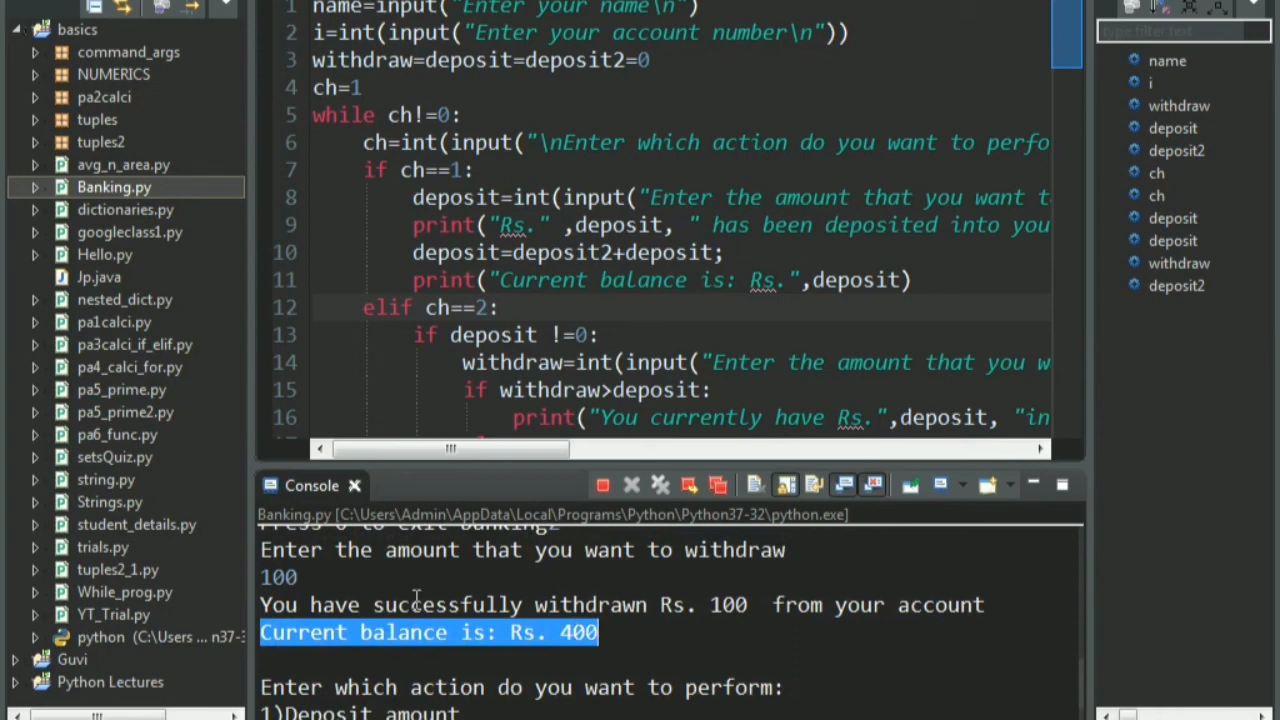 basics
command_args
NUMERICS
pa2calci
tuples
tuples2
avg_n_area.py
Banking.py
dictionaries.py
googleclass1.py
Hello.py
Jp.java
nested_dict.py
pa1calci.py
pa3calci_if_elif.py
pa4_calci_for.py
pa5_prime.py
pa5_prime2.py
pa6_func.py
setsQuiz.py
string.py
Strings.py
student_details.py
trials.py
tuples2_1.py
While_prog.py
YT_Trial.py
python (C:\Users ... n37-3
Guvi
Python Lectures
1 name=input("Enter your name\n")
2 i=int(input("Enter your account number\n"))
3 withdraw=deposit=deposit2=0
4 ch=1
5 while ch!=0:
6 ch=int(input("\nEnter which action do you want to perfo
7 if ch==1:
8 deposit=int(input("Enter the amount that you want t
9 print("Rs." ,deposit, " has been deposited into you
10 deposit=deposit2+deposit;
11 print("Current balance is: Rs.",deposit)
12 elif ch==2:
13 if deposit !=0:
14 withdraw=int(input("Enter the amount that you w
15 if withdraw>deposit:
16 print("You currently have Rs.",deposit, "in
Console
Banking.py [C:\Users\Admin\AppData\Local\Programs\Python\Python37-32\python.exe]
Press 0 to exit banking2
Enter the amount that you want to withdraw
100
You have successfully withdrawn Rs. 100  from your account
Current balance is: Rs. 400
Enter which action do you want to perform:
1)Deposit amount
type filter text
name
i
withdraw
deposit
deposit2
ch
ch
deposit
deposit
withdraw
deposit2